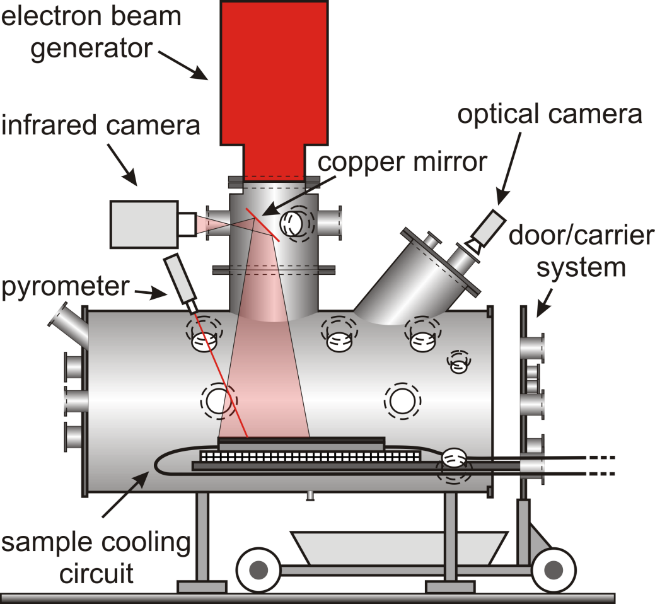 electron beam
generator
infrared camera
optical camera
copper mirror
door/carrier
system
pyrometer
sample cooling
circuit